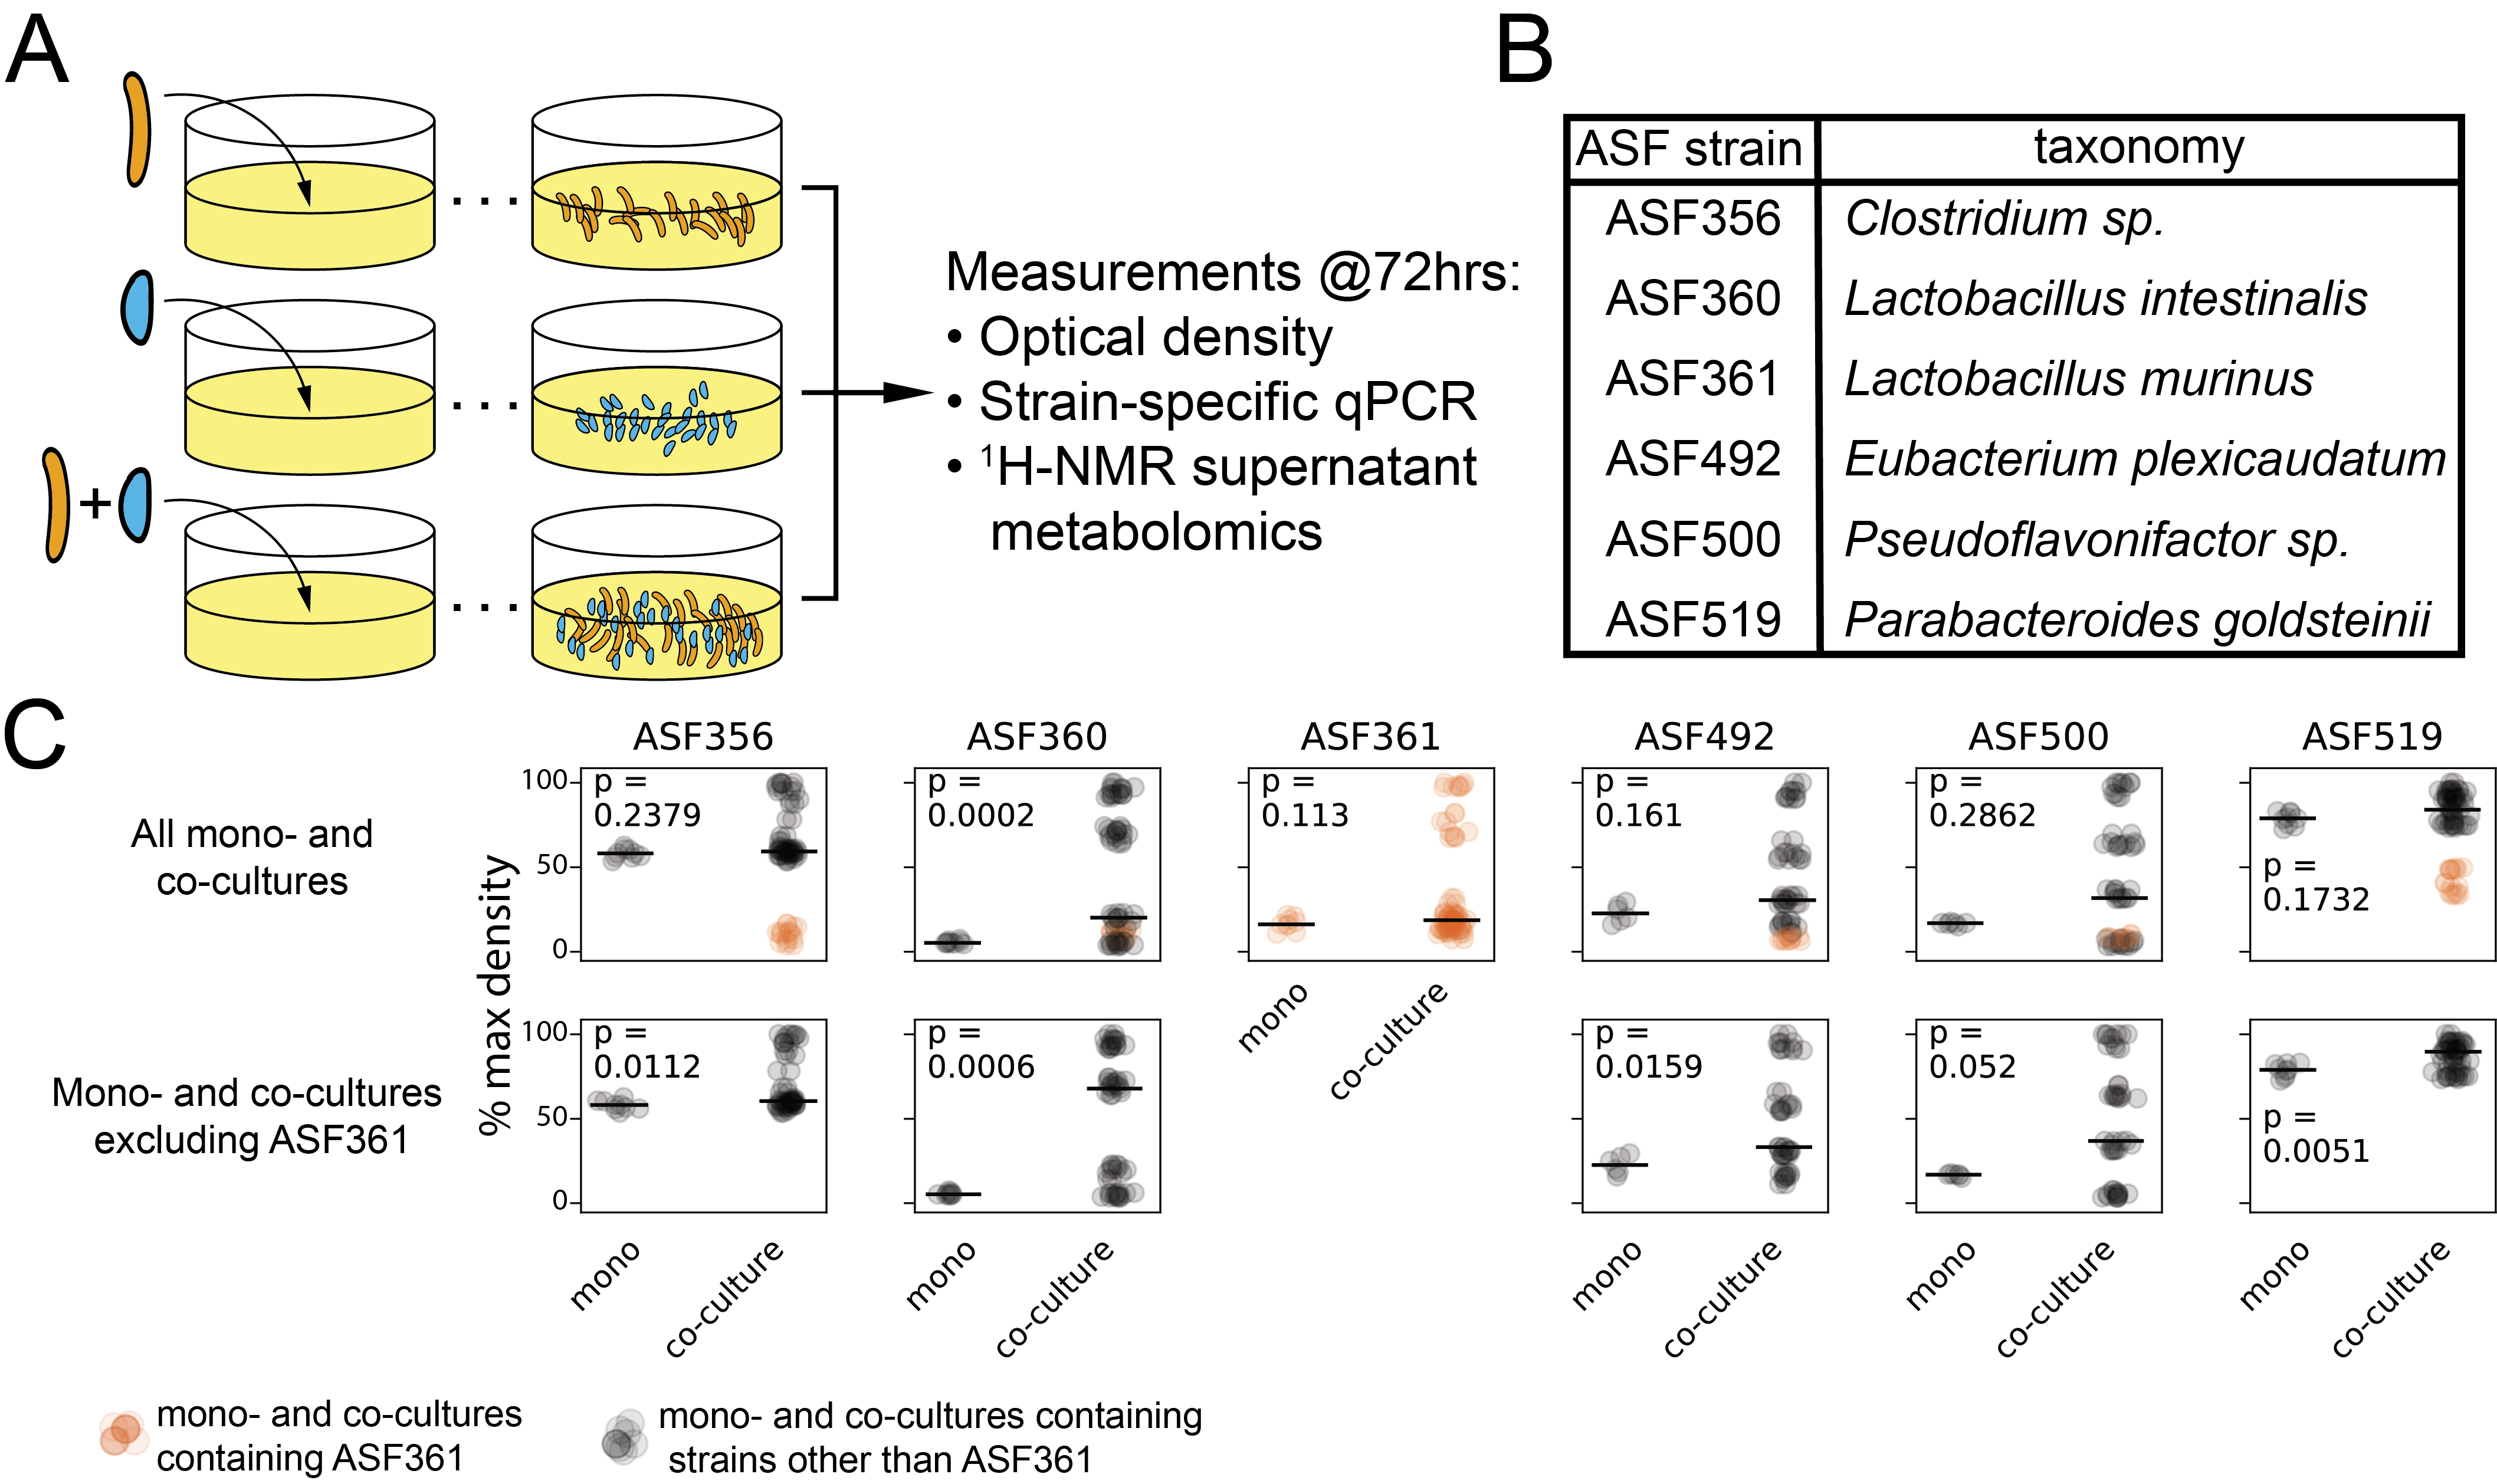 A
B
+
Measurements @72hrs:
• Optical density
• Strain-specific qPCR
• ¹H-NMR supernatant
metabolomics
ASF strain taxonomy
ASF356 Clostridium sp.
ASF360 Lactobacillus intestinalis
ASF361 Lactobacillus murinus
ASF492 Eubacterium plexicaudatum
ASF500 Pseudoflavonifactor sp.
ASF519 Parabacteroides goldsteinii
C
ASF356 ASF360 ASF361 ASF492 ASF500 ASF519
All mono- and
co-cultures
% max density
100
50
0
p =
0.2379
p =
0.0002
p =
0.113
p =
0.161
p =
0.2862
p =
0.1732
mono
co-culture
Mono- and co-cultures
excluding ASF361
100
50
0
p =
0.0112
p =
0.0006
p =
0.0159
p =
0.052
p =
0.0051
mono
co-culture
mono
co-culture
mono
co-culture
mono
co-culture
mono
co-culture
mono- and co-cultures
containing ASF361
mono- and co-cultures containing
strains other than ASF361